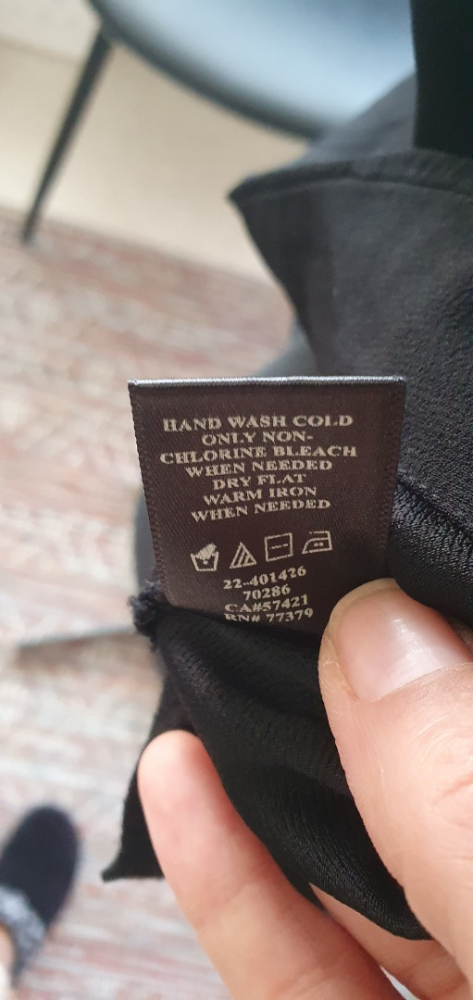 HAND WASH COLD
ONLY NON-
CHLORINE BLEACH
WHEN NEEDED
DRY FLAT
WARM IRON
WHEN NEEDED
22-401426
70286
CA#57421
RN# 77379